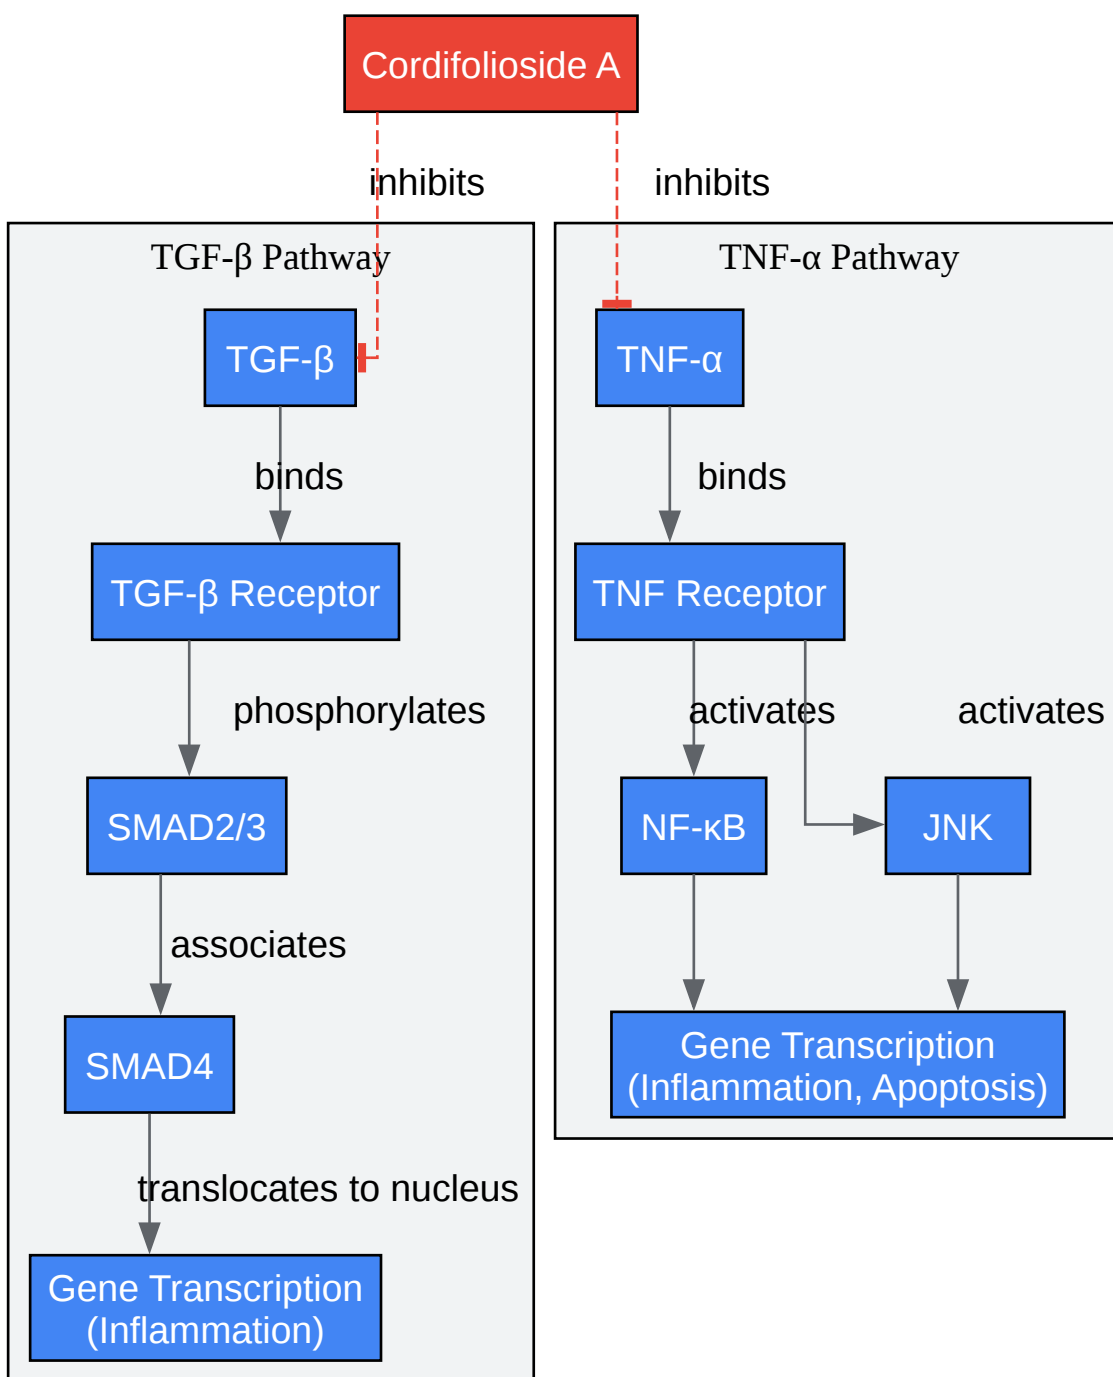 Cordifolioside A
inhibits
inhibits
TGF-β Pathway
TNF-α Pathway
TGF-β
TNF-α
binds
binds
TGF-β Receptor
TNF Receptor
phosphorylates
activates
activates
SMAD2/3
NF-κB
JNK
associates
SMAD4
Gene Transcription
(Inflammation, Apoptosis)
translocates to nucleus
Gene Transcription
(Inflammation)